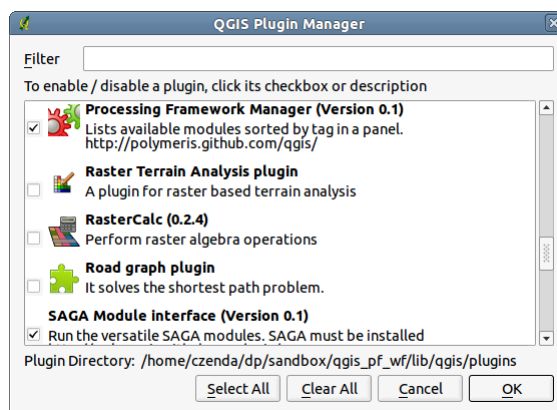 QGIS Plugin Manager
Filter
To enable / disable a plugin, click its checkbox or description
Processing Framework Manager (Version 0.1)
Lists available modules sorted by tag in a panel.
http://polymeris.github.com/qgis/
Raster Terrain Analysis plugin
A plugin for raster based terrain analysis
RasterCalc (0.2.4)
Perform raster algebra operations
Road graph plugin
It solves the shortest path problem.
SAGA Module interface (Version 0.1)
Run the versatile SAGA modules. SAGA must be installed
Plugin Directory: /home/czenda/dp/sandbox/qgis_pf_wf/lib/qgis/plugins
Select All
Clear All
Cancel
OK